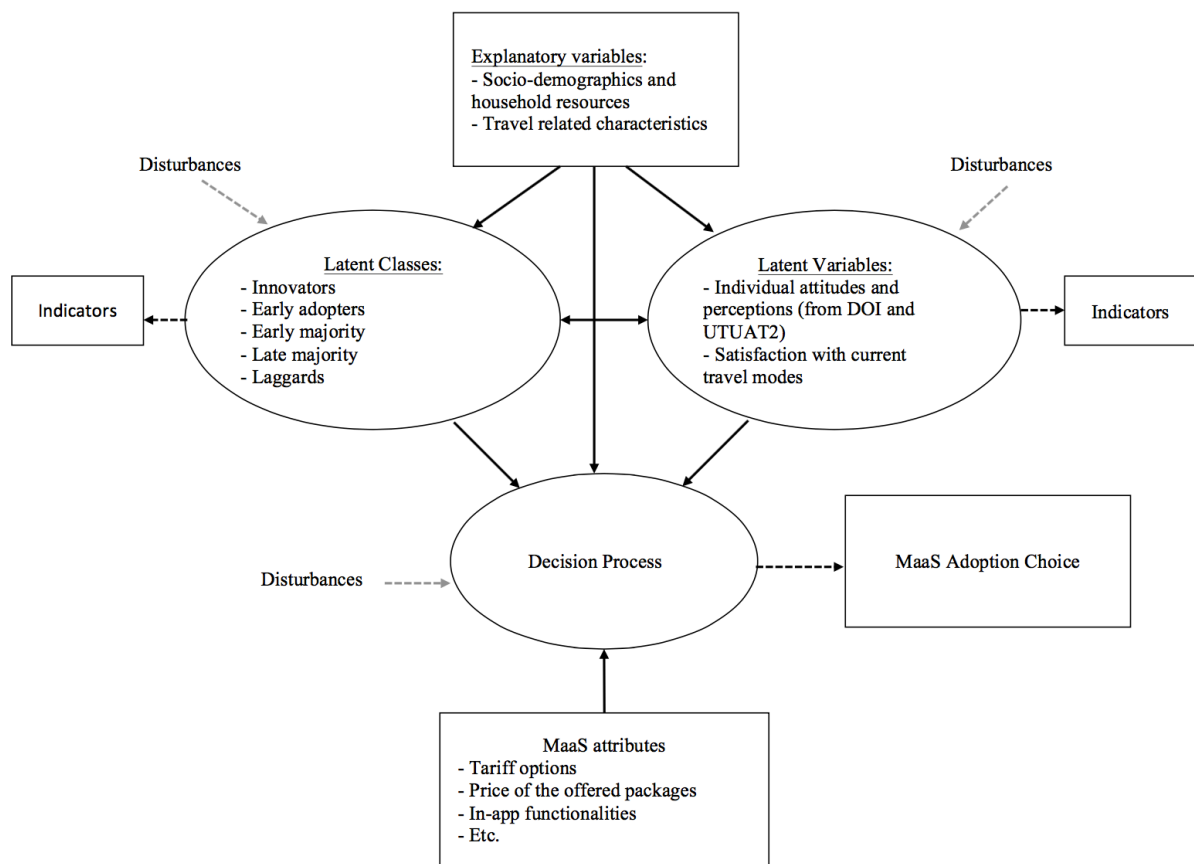 Explanatory variables:
- Socio-demographics and
household resources
- Travel related characteristics
Disturbances
Disturbances
Latent Classes:
- Innovators
- Early adopters
- Early majority
- Late majority
- Laggards
Latent Variables:
- Individual attitudes and
perceptions (from DOI and
UTUAT2)
- Satisfaction with current
travel modes
Indicators
Indicators
Decision Process
MaaS Adoption Choice
Disturbances
MaaS attributes
- Tariff options
- Price of the offered packages
- In-app functionalities
- Etc.